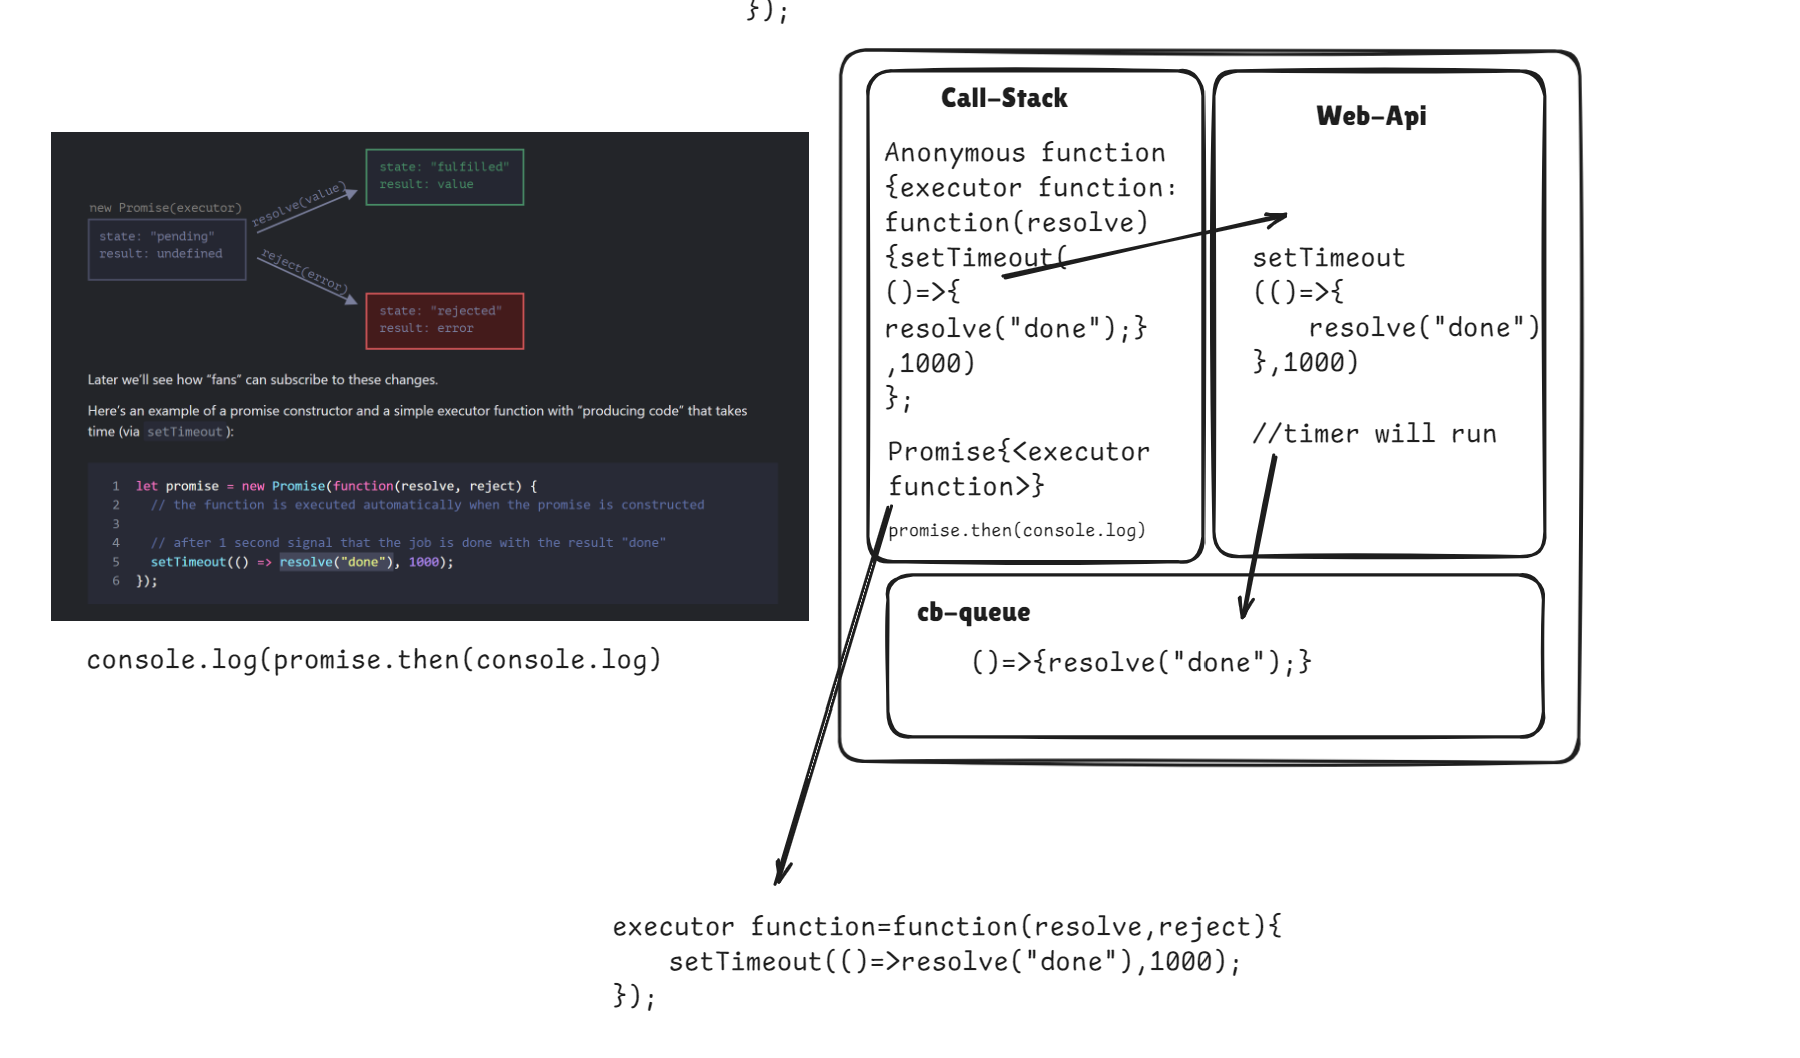 });
new Promise(executor)
state: "pending"
result: undefined
resolve(value)
reject(error)
state: "fulfilled"
result: value
state: "rejected"
result: error
Later we'll see how “fans” can subscribe to these changes.
Here's an example of a promise constructor and a simple executor function with “producing code” that takes
time (via setTimeout):
1 let promise = new Promise(function(resolve, reject) {
2 // the function is executed automatically when the promise is constructed
3
4 // after 1 second signal that the job is done with the result "done"
5 setTimeout(() => resolve("done"), 1000);
6 });
console.log(promise.then(console.log)
Call-Stack
Anonymous function
{executor function:
function(resolve)
{setTimeout(
()=>{
resolve("done");}
,1000)
};
Promise{<executor
function>}
promise.then(console.log)
Web-Api
setTimeout
(()=>{
resolve("done")
},1000)
//timer will run
cb-queue
()=>{resolve("done");}
executor function=function(resolve,reject){
setTimeout(()=>resolve("done"),1000);
});